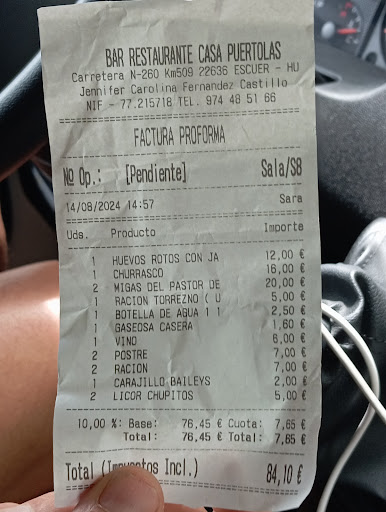 BAR RESTAURANTE CASA PUERTOLAS
Carretera N-260 Km509 22636 ESCUER - HU
Jennifer Carolina Fernandez Castillo
NIF - 77.215718 TEL. 974 48 51 66
FACTURA PROFORMA
Nº Op.: [Pendiente] Sala/S8
14/08/2024 14:57 Sara
Uds. Producto Importe
1 HUEVOS ROTOS CON JA 12,00 €
1 CHURRASCO 16,00 €
2 MIGAS DEL PASTOR DE 20,00 €
1 RACION TORREZNO ( U 5,00 €
1 BOTELLA DE AGUA 1 l 2,50 €
1 GASEOSA CASERA 1,60 €
1 VINO 6,00 €
2 POSTRE 7,00 €
2 RACION 7,00 €
1 CARAJILLO BAILEYS 2,00 €
2 LICOR CHUPITOS 5,00 €
10,00 %: Base: 76,45 € Cuota: 7,65 €
Total: 76,45 € Total: 7,65 €
Total (Impuestos Incl.) 84,10 €